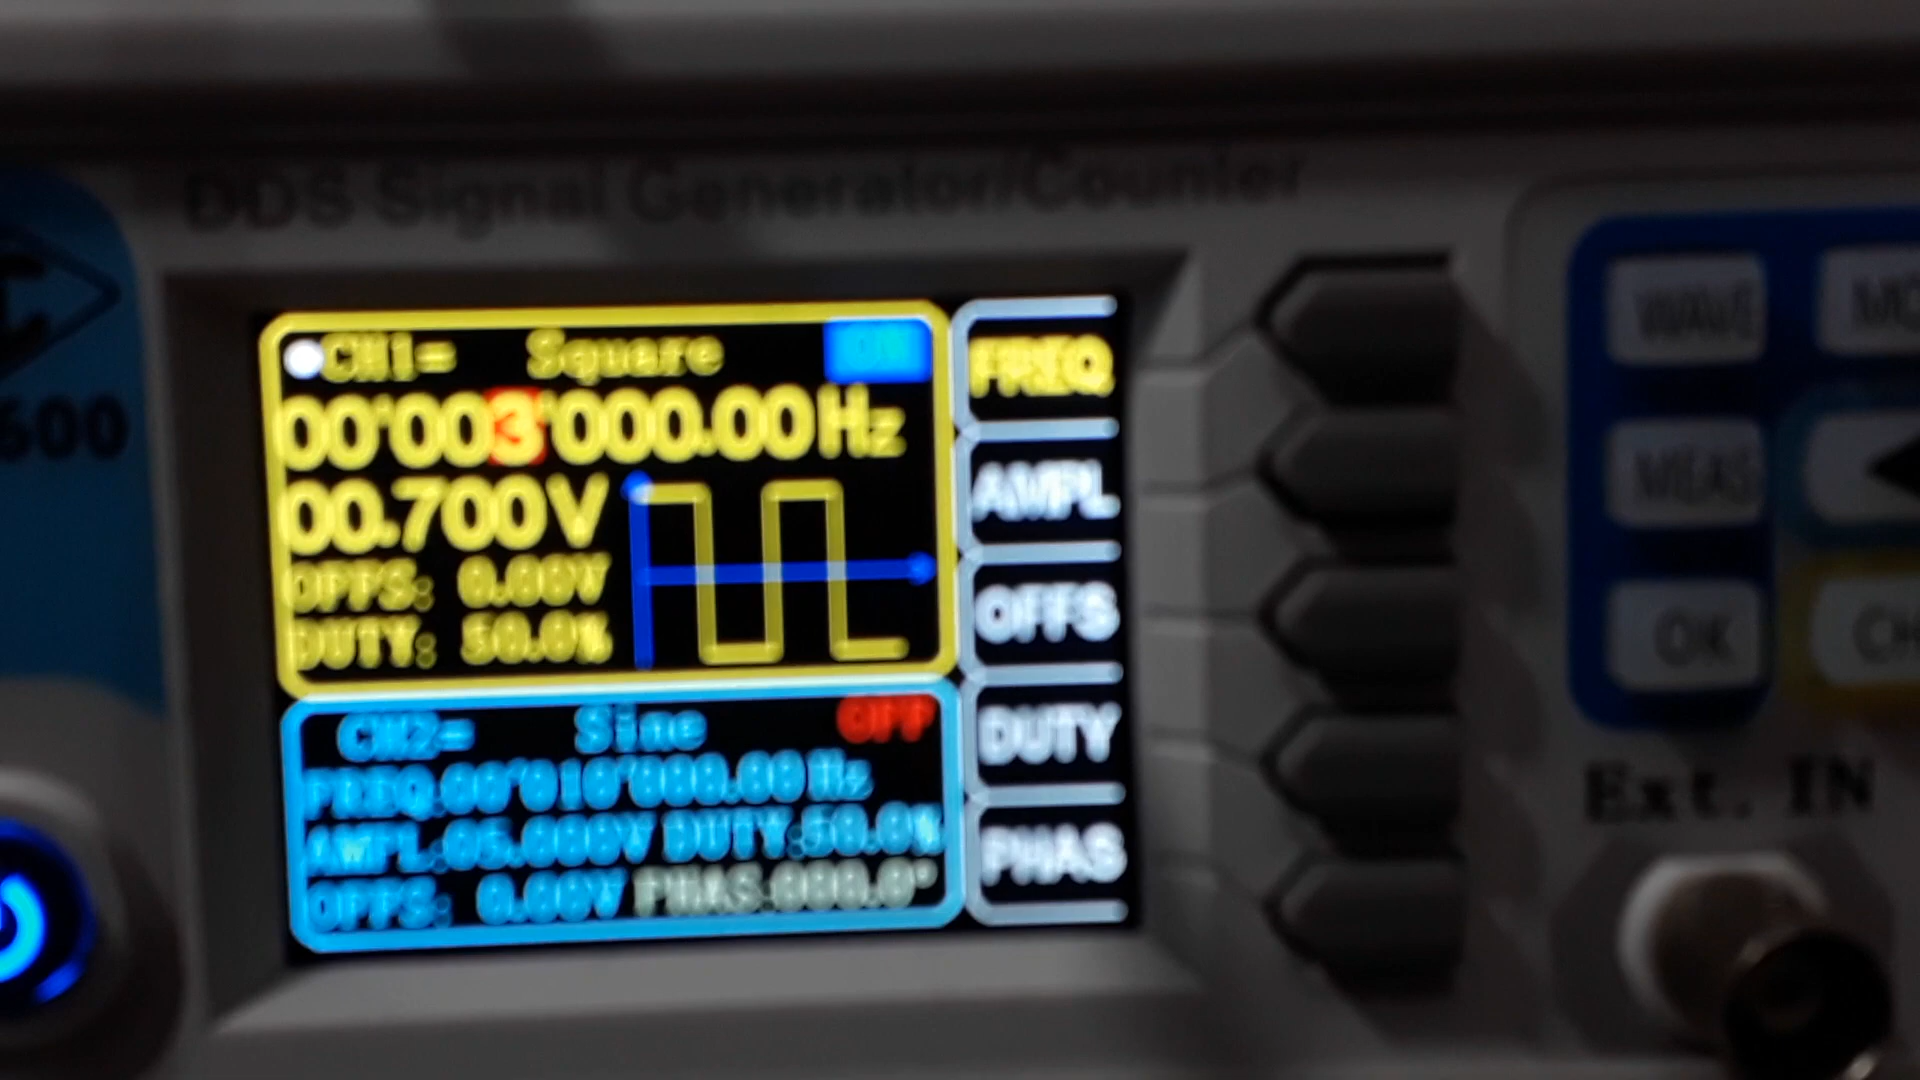 DDS Signal Generator/Counter
600
CH1= Square ON
00'003'000.00Hz
00.700V
OFFS: 0.00V
DUTY: 50.0%
CH2= Sine OFF
FREQ:00'010'000.00Hz
AMPL:05.000V DUTY:50.0%
OFFS: 0.00V PHAS:000.0°
FREQ
AMPL
OFFS
DUTY
PHAS
WAVE
MO
MEAS
OK
CH
Ext. IN